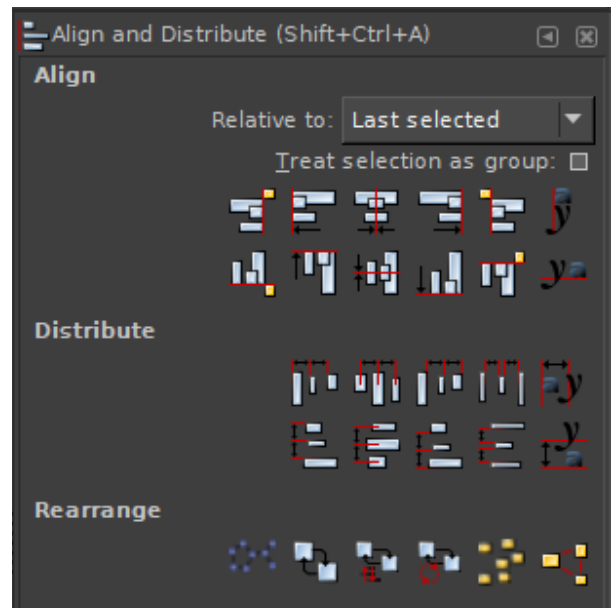 Align and Distribute (Shift+Ctrl+A)
Align
Relative to: Last selected
Treat selection as group:
y
y
Distribute
y
y
Rearrange